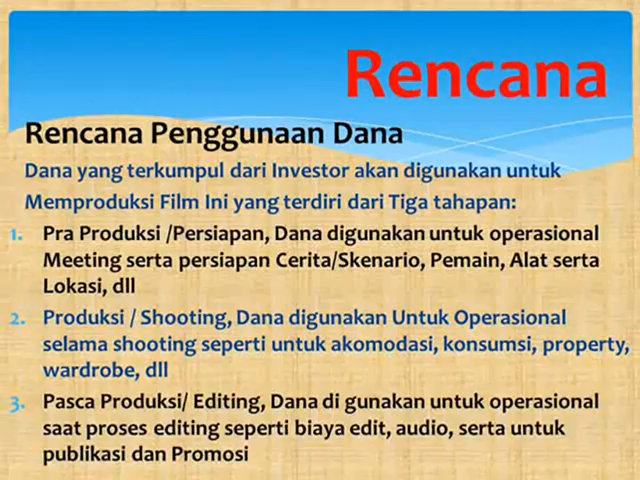 Rencana
Rencana Penggunaan Dana
Dana yang terkumpul dari Investor akan digunakan untuk
Memproduksi Film Ini yang terdiri dari Tiga tahapan:
1. Pra Produksi /Persiapan, Dana digunakan untuk operasional
Meeting serta persiapan Cerita/Skenario, Pemain, Alat serta
Lokasi, dll
2. Produksi / Shooting, Dana digunakan Untuk Operasional
selama shooting seperti untuk akomodasi, konsumsi, property,
wardrobe, dll
3. Pasca Produksi/ Editing, Dana di gunakan untuk operasional
saat proses editing seperti biaya edit, audio, serta untuk
publikasi dan Promosi